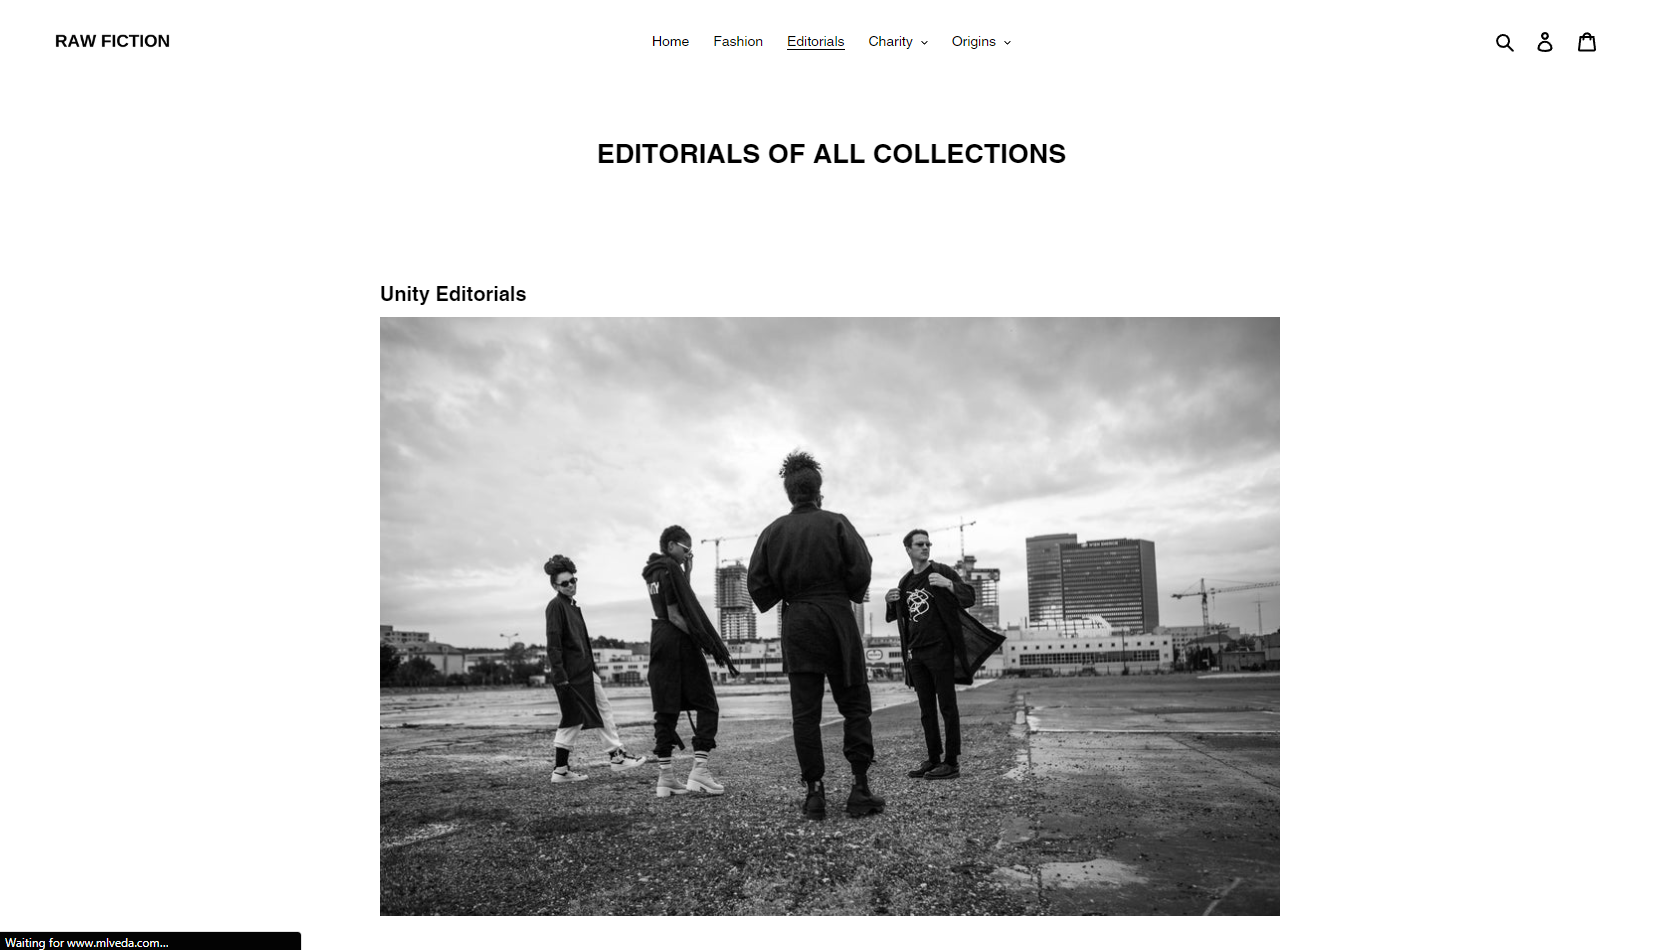 RAW FICTION
Home Fashion Editorials Charity Origins
EDITORIALS OF ALL COLLECTIONS
Unity Editorials
Waiting for www.mlveda.com...